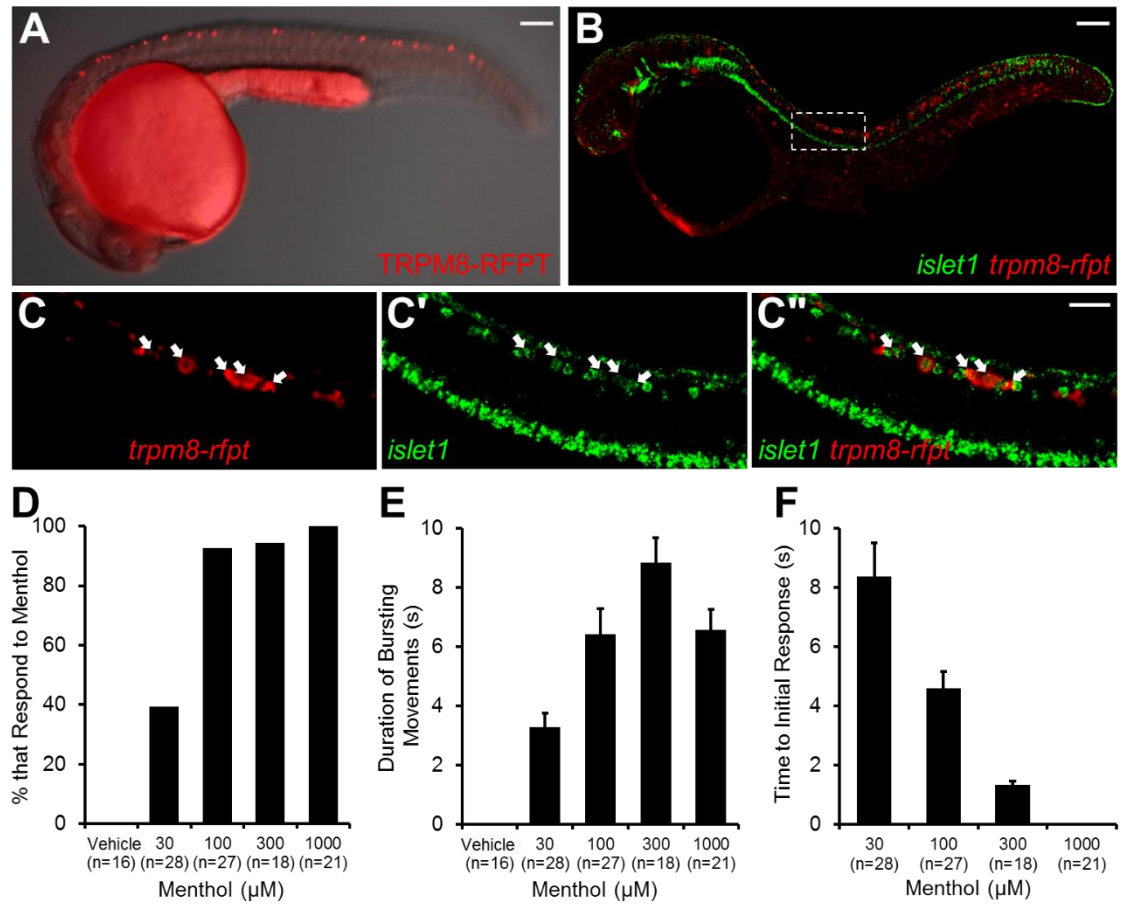 A
TRPM8-RFPT
B
islet1 trpm8-rfpt
C
trpm8-rfpt
C'
islet1
C"
islet1 trpm8-rfpt
D
% that Respond to Menthol
100
80
60
40
20
0
Vehicle 30 100 300 1000
(n=16) (n=28) (n=27) (n=18) (n=21)
Menthol (µM)
E
Duration of Bursting
Movements (s)
10
8
6
4
2
0
Vehicle 30 100 300 1000
(n=16) (n=28) (n=27) (n=18) (n=21)
Menthol (µM)
F
Time to Initial Response (s)
10
8
6
4
2
0
30 100 300 1000
(n=28) (n=27) (n=18) (n=21)
Menthol (µM)